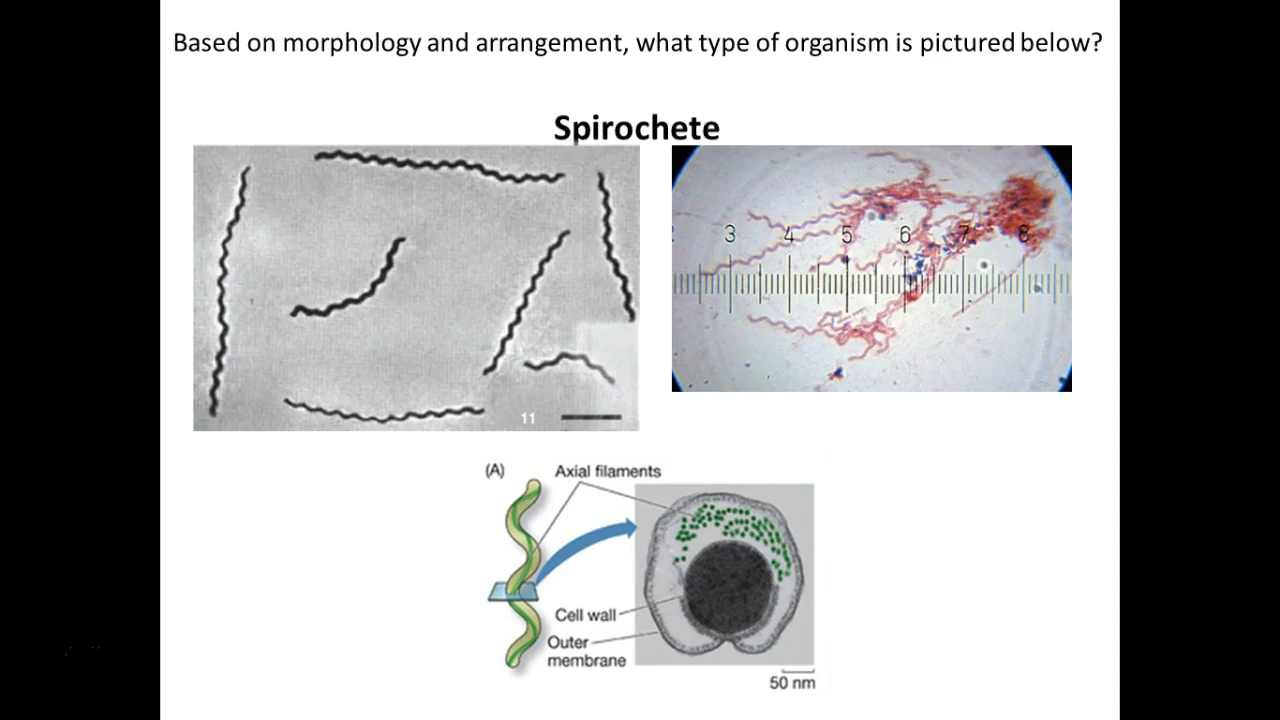 Based on morphology and arrangement, what type of organism is pictured below?
Spirochete
3 4 5 6 7 8
11
(A) Axial filaments
Cell wall
Outer
membrane
50 nm